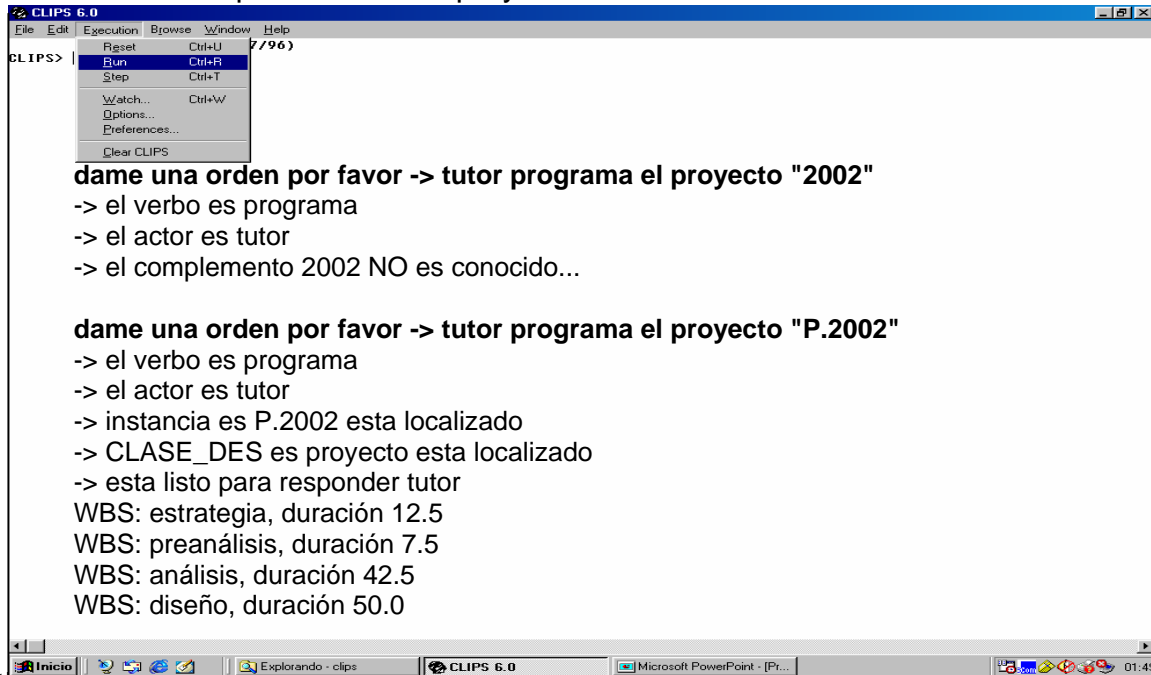 CLIPS 6.0
File Edit Execution Browse Window Help
Reset Ctrl+U 7/96)
CLIPS> Run Ctrl+R
Step Ctrl+T
Watch... Ctrl+W
Options...
Preferences...
Clear CLIPS
dame una orden por favor -> tutor programa el proyecto "2002"
-> el verbo es programa
-> el actor es tutor
-> el complemento 2002 NO es conocido...
dame una orden por favor -> tutor programa el proyecto "P.2002"
-> el verbo es programa
-> el actor es tutor
-> instancia es P.2002 esta localizado
-> CLASE_DES es proyecto esta localizado
-> esta listo para responder tutor
WBS: estrategia, duración 12.5
WBS: preanálisis, duración 7.5
WBS: análisis, duración 42.5
WBS: diseño, duración 50.0
Inicio Explorando - clips CLIPS 6.0 Microsoft PowerPoint - [Pr...